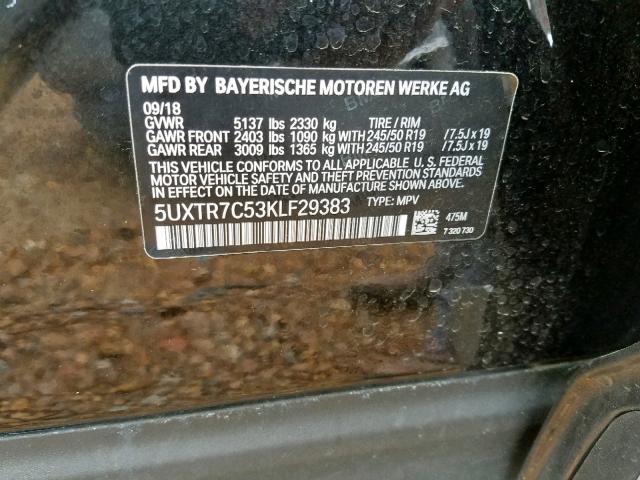 MFD BY BAYERISCHE MOTOREN WERKE AG
09/18
GVWR 5137 lbs 2330 kg TIRE / RIM
GAWR FRONT 2403 lbs 1090 kg WITH 245/50 R19 /7.5J x 19
GAWR REAR 3009 lbs 1365 kg WITH 245/50 R19 /7.5J x 19
THIS VEHICLE CONFORMS TO ALL APPLICABLE U. S. FEDERAL
MOTOR VEHICLE SAFETY AND THEFT PREVENTION STANDARDS
IN EFFECT ON THE DATE OF MANUFACTURE SHOWN ABOVE.
5UXTR7C53KLF29383 TYPE: MPV
475M
7 320 730